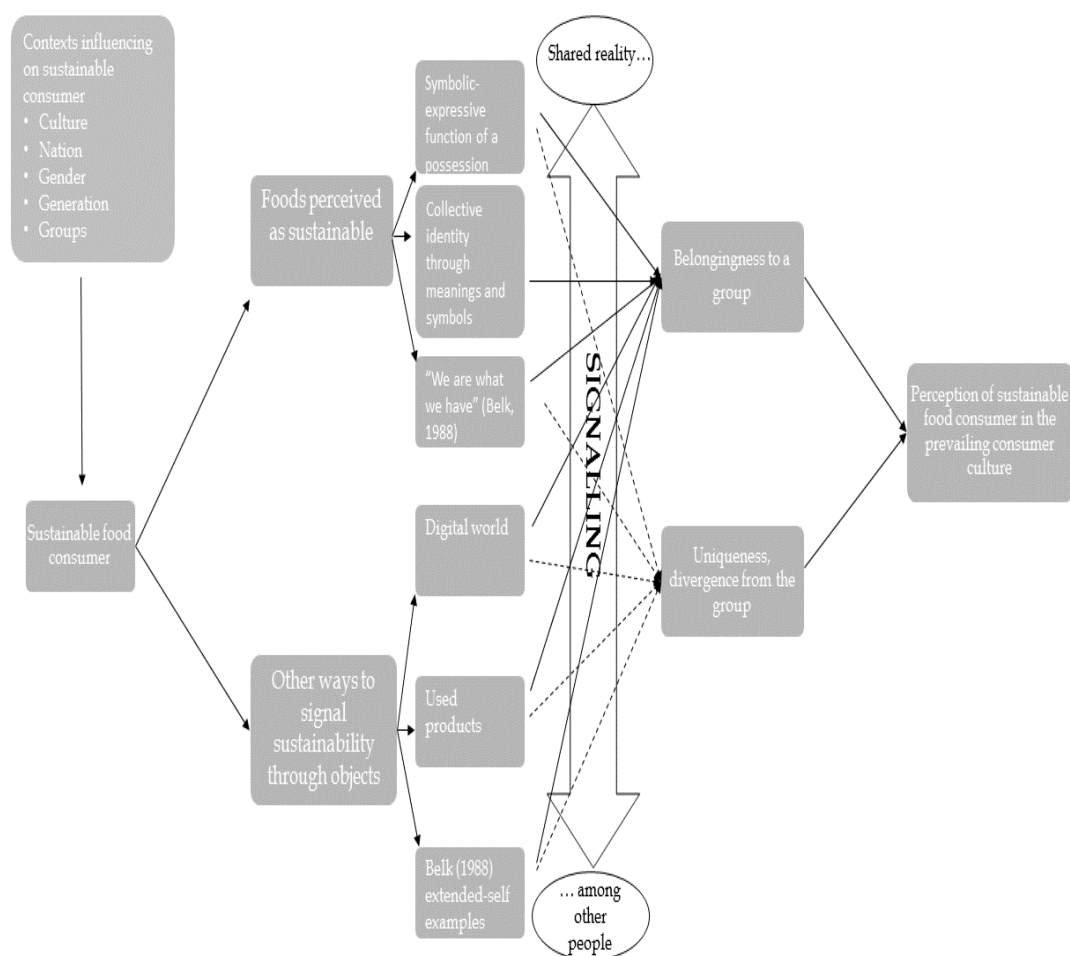 Contexts influencing
on sustainable
consumer
• Culture
• Nation
• Gender
• Generation
• Groups
Sustainable food
consumer
Foods perceived
as sustainable
Other ways to
signal
sustainability
through objects
Symbolic-
expressive
function of a
possession
Collective
identity
through
meanings and
symbols
“We are what
we have” (Belk,
1988)
Digital world
Used
products
Belk (1988)
extended-self
examples
Shared reality…
SIGNALLING
… among
other
people
Belongingness to a
group
Uniqueness,
divergence from the
group
Perception of sustainable
food consumer in the
prevailing consumer
culture